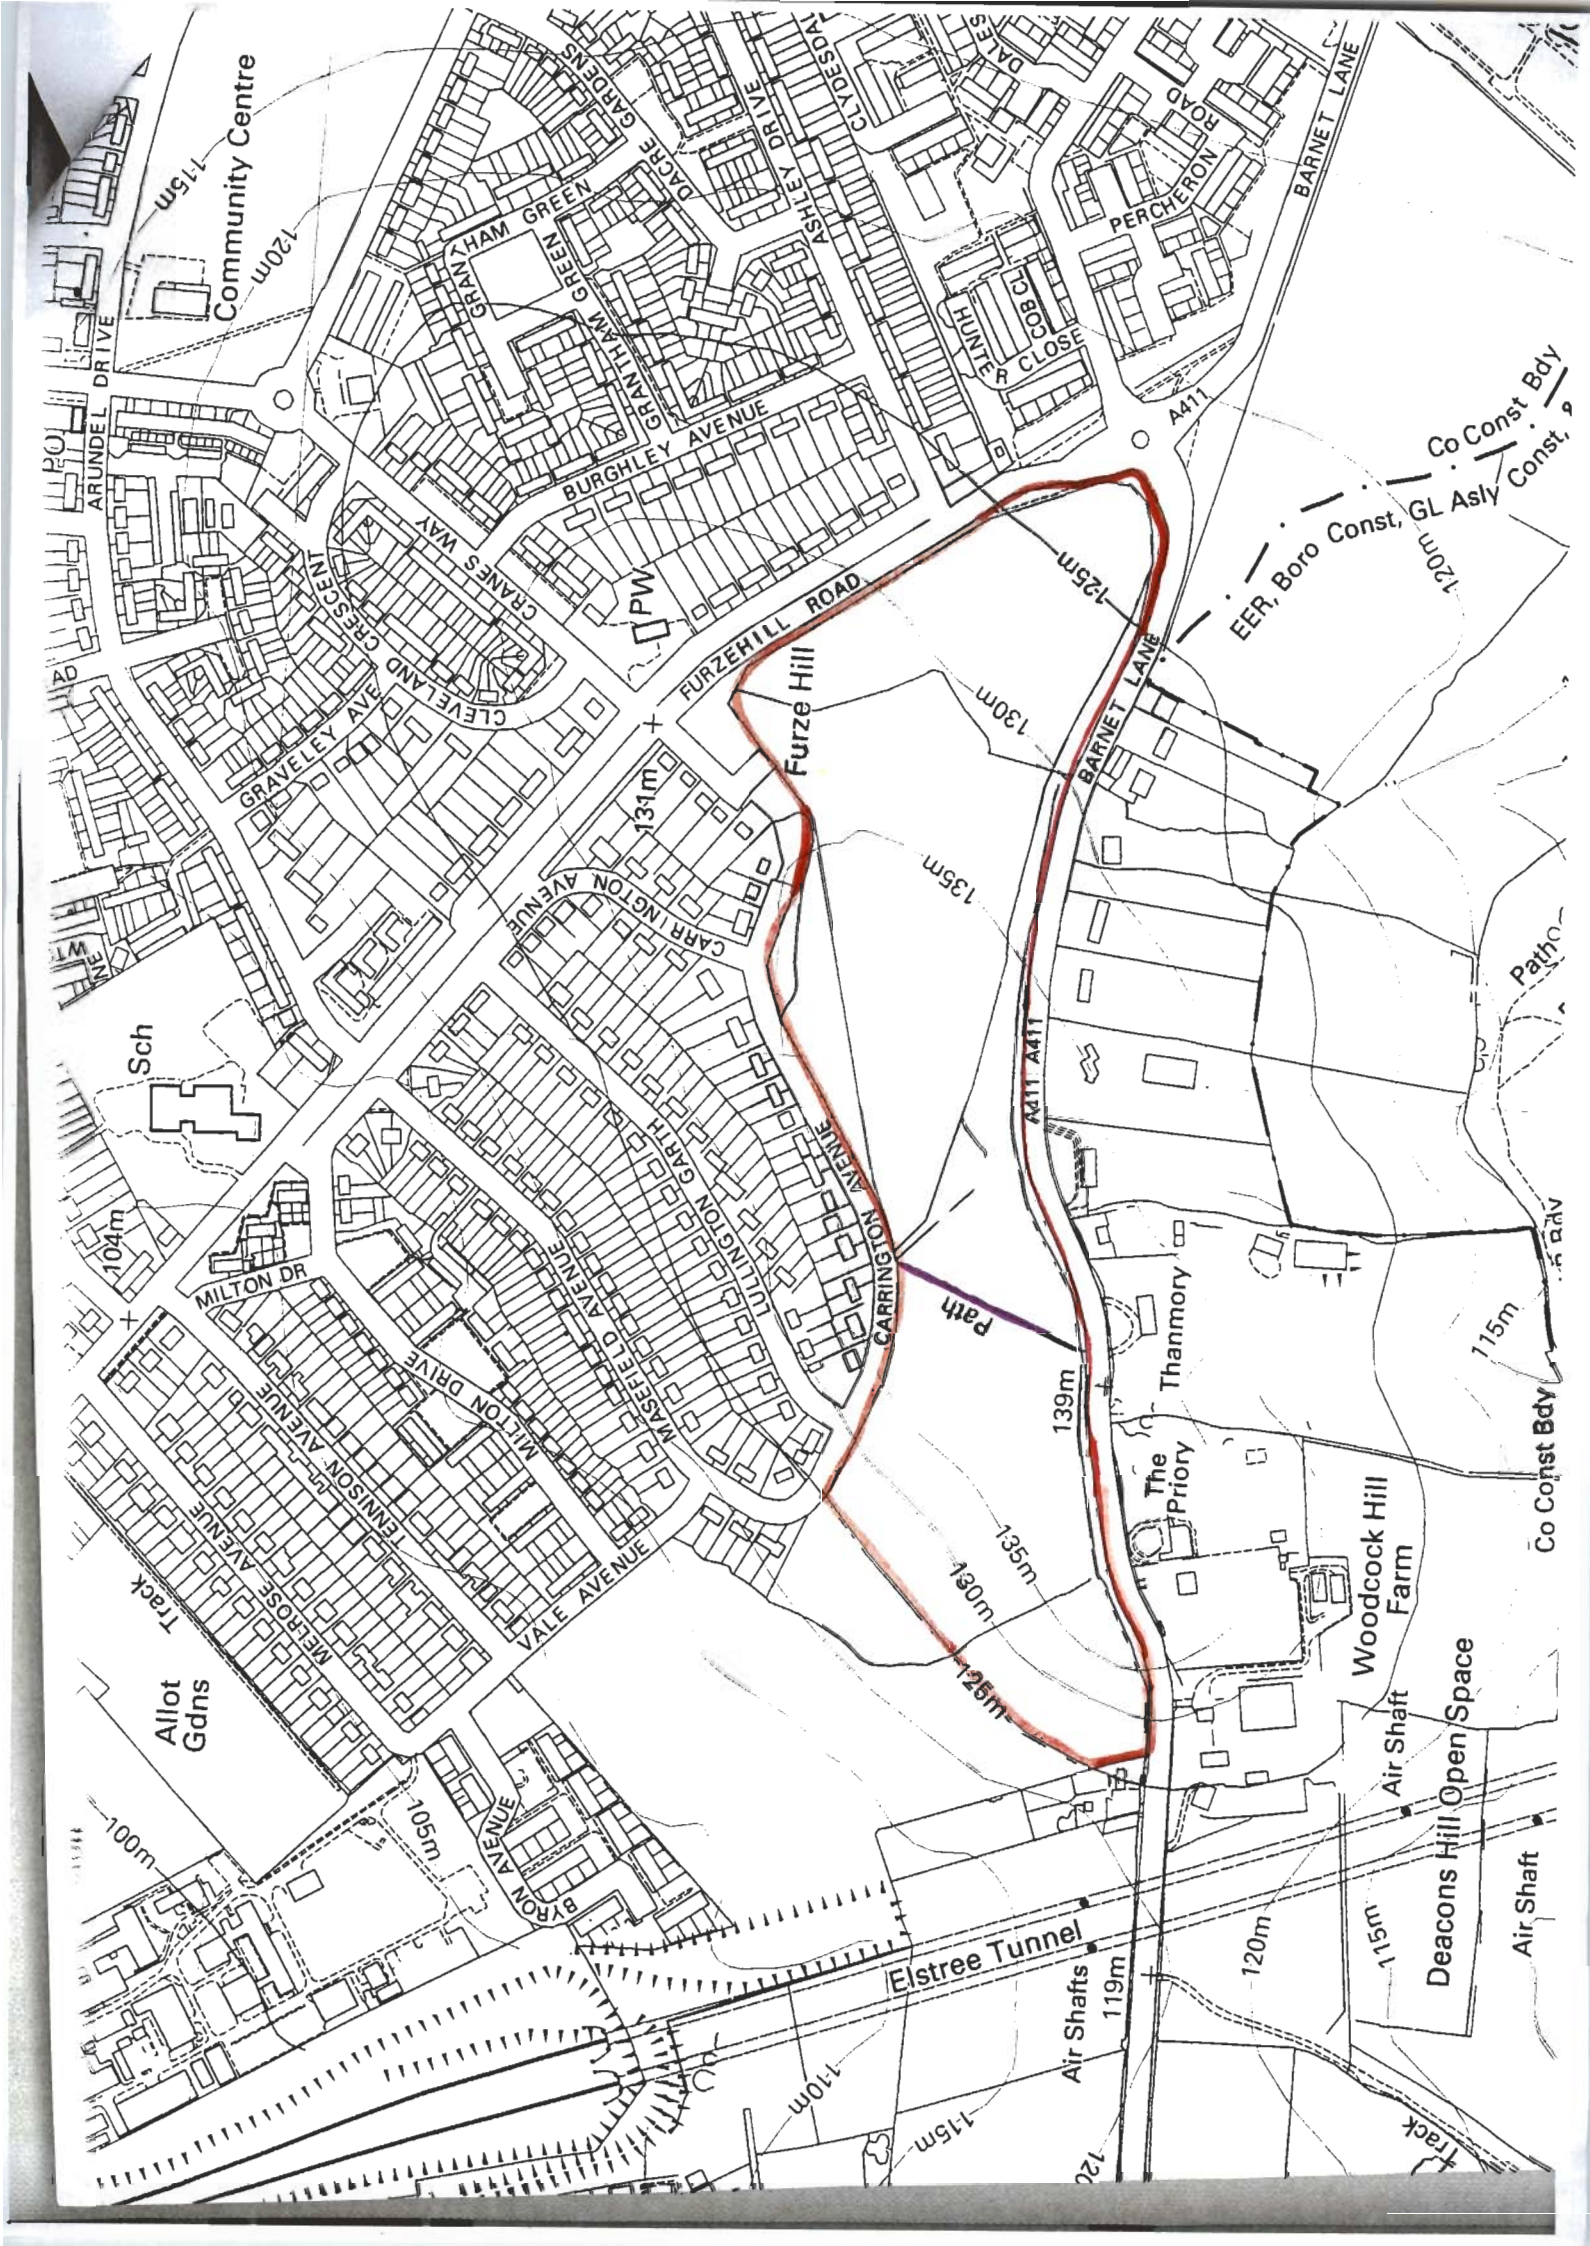 Community Centre
115m
120m
ARUNDEL DRIVE
PO
GRANTHAM GREEN
GRANTHAM GREEN
DACRE GARDENS
ASHLEY DRIVE
CLYDESDAL
DALES
PERCHERON ROAD
BARNET LANE
HUNTER CLOSE
COB CL
A411
BURGHLEY AVENUE
CRANES WAY
CLEVELAND CRESCENT
GRAVELEY AVE
PW
FURZEHILL ROAD
Furze Hill
131m
125m
130m
135m
BARNET LANE
Co Const Bdy
EER, Boro Const, GL Asly Const,
120m
Path
Sch
104m
CARRINGTON AVENUE
LULLINGTON GARTH
MASEFIELD AVENUE
MILTON DR
MILTON DRIVE
MILTON
TENNISON AVENUE
MELROSE AVENUE
VALE AVENUE
Track
CARRINGTON AVENUE
Path
A411 A411
139m
Thanmory
The
Priory
Woodcock Hill
Farm
115m
Co Const Bdy
Allot
Gdns
100m
105m
BYRON AVENUE
135m
130m
125m
Elstree Tunnel
Air Shafts
119m
Air Shaft
Deacons Hill Open Space
Air Shaft
120m
115m
110m
115m
120
Track